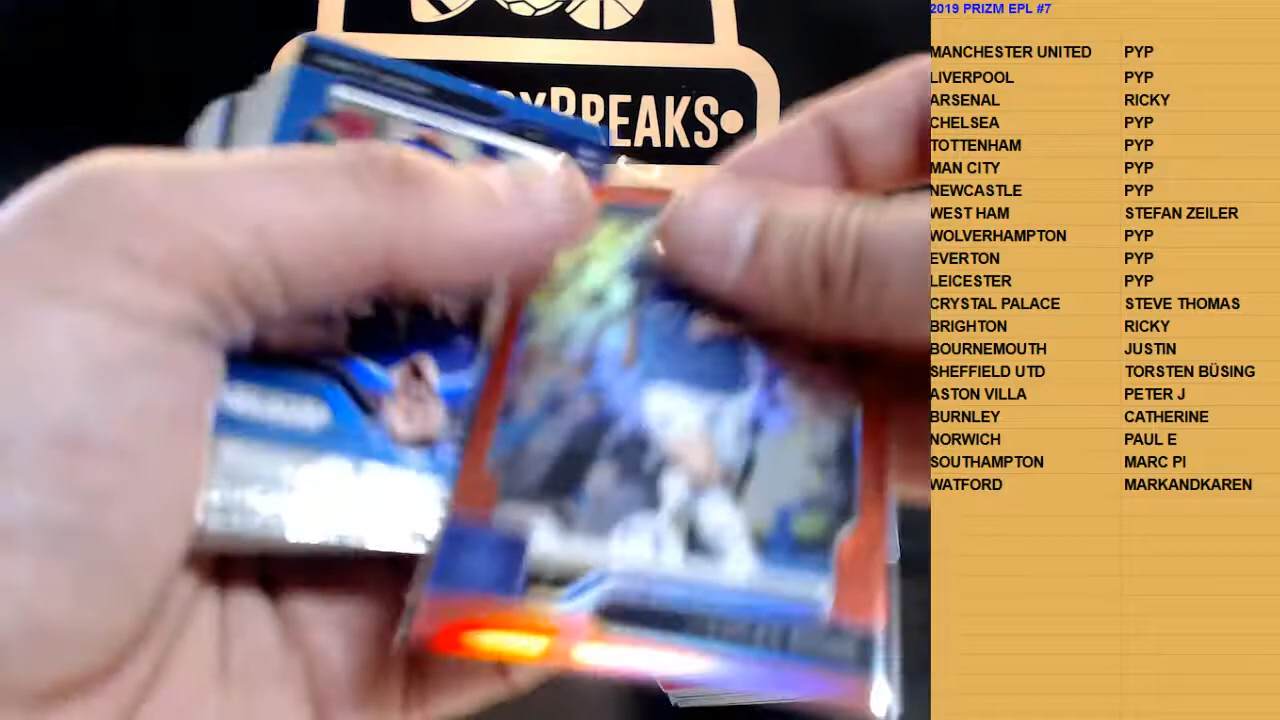 2019 PRIZM EPL #7
MANCHESTER UNITED PYP
LIVERPOOL PYP
ARSENAL RICKY
CHELSEA PYP
TOTTENHAM PYP
MAN CITY PYP
NEWCASTLE PYP
WEST HAM STEFAN ZEILER
WOLVERHAMPTON PYP
EVERTON PYP
LEICESTER PYP
CRYSTAL PALACE STEVE THOMAS
BRIGHTON RICKY
BOURNEMOUTH JUSTIN
SHEFFIELD UTD TORSTEN BÜSING
ASTON VILLA PETER J
BURNLEY CATHERINE
NORWICH PAUL E
SOUTHAMPTON MARC PI
WATFORD MARKANDKAREN